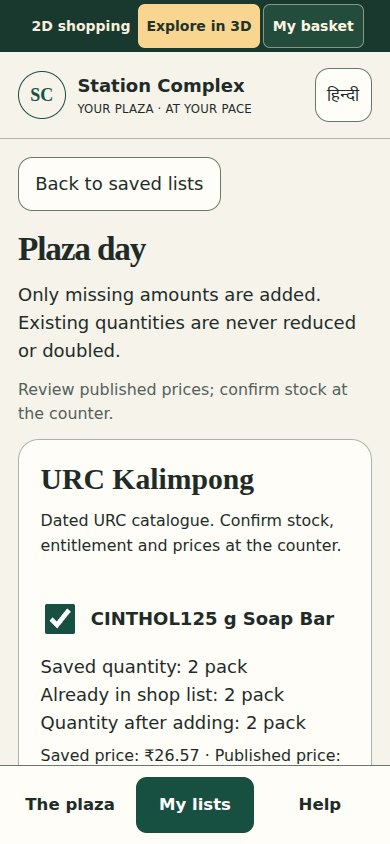 2D shopping Explore in 3D My basket
SC Station Complex
YOUR PLAZA · AT YOUR PACE
हिन्दी
Back to saved lists
Plaza day
Only missing amounts are added.
Existing quantities are never reduced
or doubled.
Review published prices; confirm stock at
the counter.
URC Kalimpong
Dated URC catalogue. Confirm stock,
entitlement and prices at the counter.
CINTHOL125 g Soap Bar
Saved quantity: 2 pack
Already in shop list: 2 pack
Quantity after adding: 2 pack
Saved price: ₹26.57 · Published price:
The plaza My lists Help